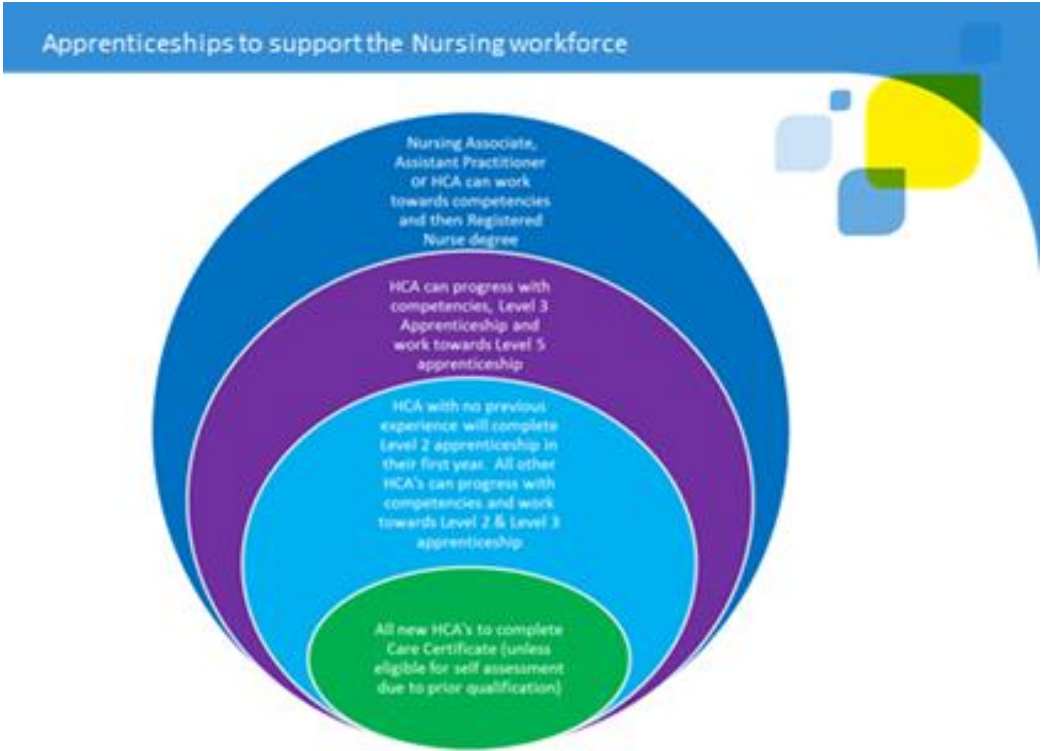 Apprenticeships to support the Nursing workforce
Nursing Associate,
Assistant Practitioner
or HCA can work
towards competencies
and then Registered
Nurse degree
HCA can progress with
competencies, Level 3
Apprenticeship and
work towards Level 5
apprenticeship
HCA with no previous
experience will complete
Level 2 apprenticeship in
their first year. All other
HCA's can progress with
competencies and work
towards Level 2 & Level 3
apprenticeship
All new HCA's to complete
Care Certificate (unless
eligible for self assessment
due to prior qualification)